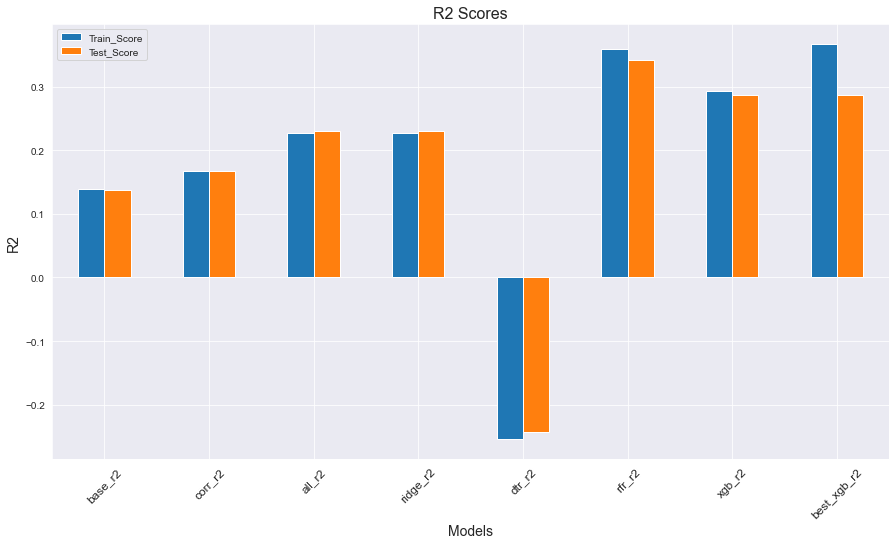 R2 Scores
Train_Score
Test_Score
0.3
0.2
0.1
0.0
−0.1
−0.2
R2
base_r2
corr_r2
all_r2
ridge_r2
dtr_r2
rfr_r2
xgb_r2
best_xgb_r2
Models